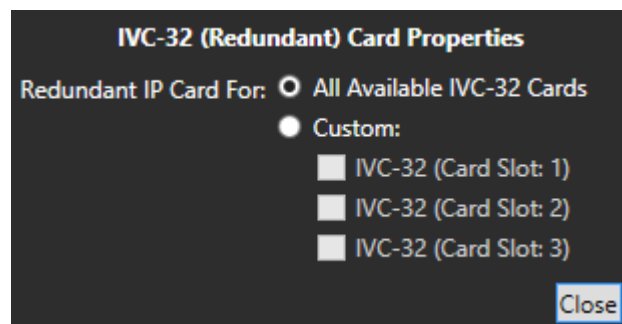 IVC-32 (Redundant) Card Properties
Redundant IP Card For: All Available IVC-32 Cards
Custom:
IVC-32 (Card Slot: 1)
IVC-32 (Card Slot: 2)
IVC-32 (Card Slot: 3)
Close